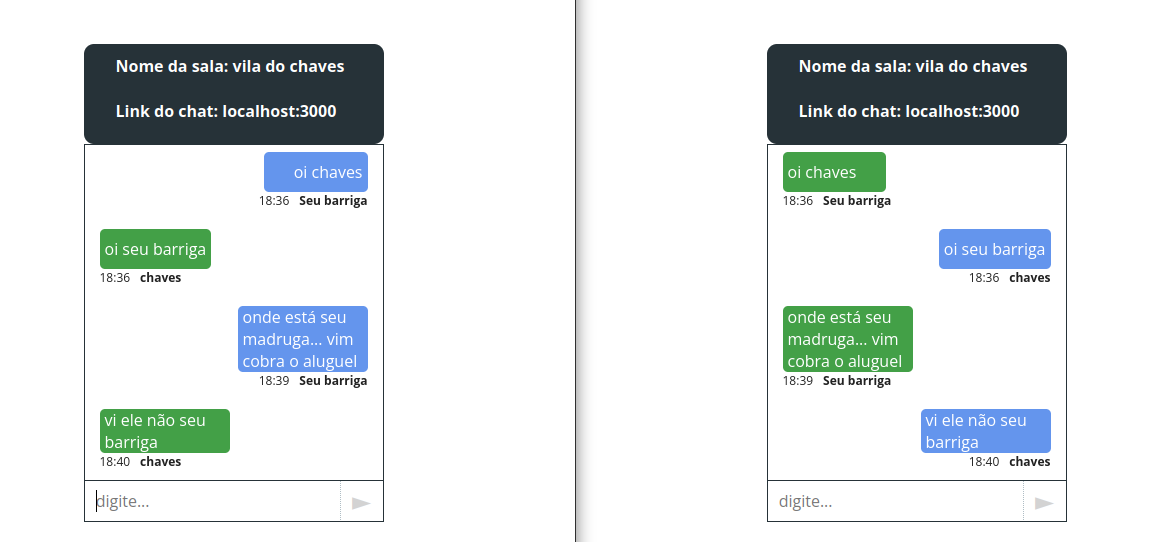 Nome da sala: vila do chaves
Link do chat: localhost:3000
oi chaves
18:36 Seu barriga
oi seu barriga
18:36 chaves
onde está seu
madruga... vim
cobra o aluguel
18:39 Seu barriga
vi ele não seu
barriga
18:40 chaves
digite...
Nome da sala: vila do chaves
Link do chat: localhost:3000
oi chaves
18:36 Seu barriga
oi seu barriga
18:36 chaves
onde está seu
madruga... vim
cobra o aluguel
18:39 Seu barriga
vi ele não seu
barriga
18:40 chaves
digite...